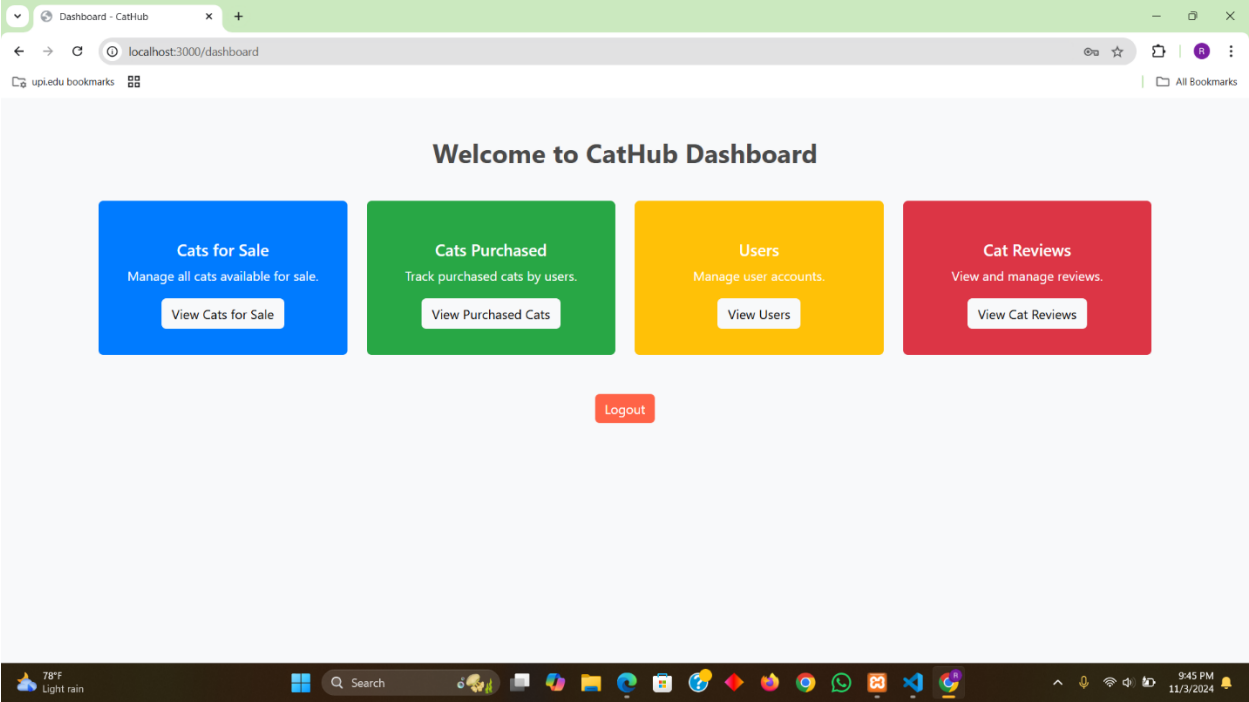 Dashboard - CatHub
localhost:3000/dashboard
R
upi.edu bookmarks
All Bookmarks
Welcome to CatHub Dashboard
Cats for Sale
Manage all cats available for sale.
View Cats for Sale
Cats Purchased
Track purchased cats by users.
View Purchased Cats
Users
Manage user accounts.
View Users
Cat Reviews
View and manage reviews.
View Cat Reviews
Logout
78°F
Light rain
Search
R
9:45 PM
11/3/2024